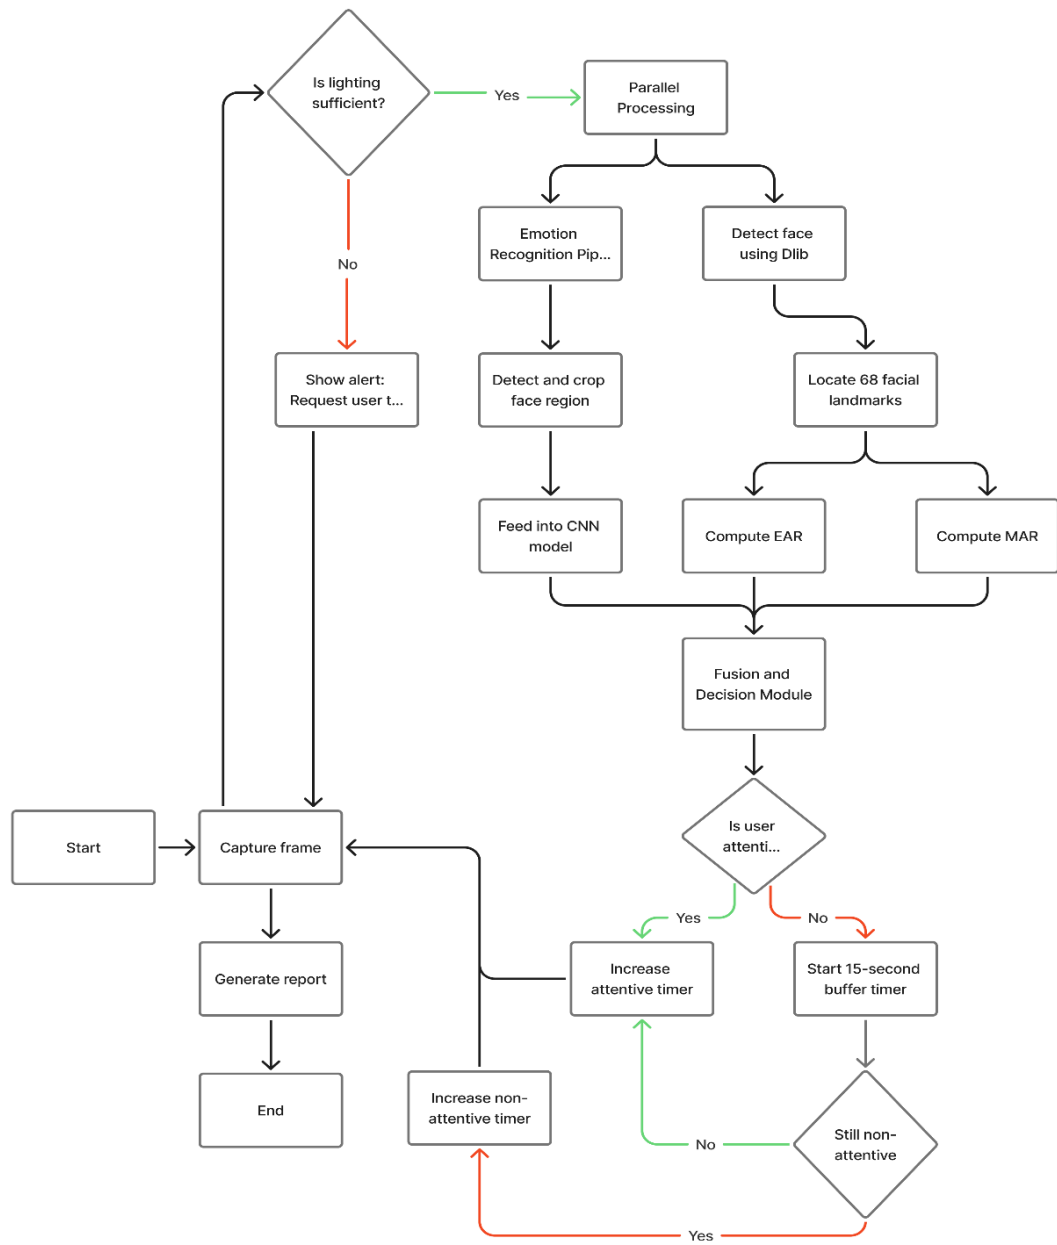 Is lighting
sufficient?
Yes
Parallel
Processing
No
Emotion
Recognition Pip...
Detect face
using Dlib
Show alert:
Request user t...
Detect and crop
face region
Locate 68 facial
landmarks
Feed into CNN
model
Compute EAR
Compute MAR
Fusion and
Decision Module
Is user
attenti...
Start
Capture frame
Yes
No
Generate report
Increase
attentive timer
Start 15-second
buffer timer
End
Increase non-
attentive timer
Still non-
attentive
No
Yes